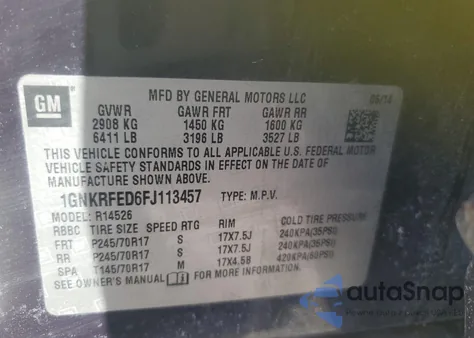 GM
MFD BY GENERAL MOTORS LLC
GVWR GAWR FRT GAWR RR
2908 KG 1450 KG 1600 KG
6411 LB 3196 LB 3527 LB
THIS VEHICLE CONFORMS TO ALL APPLICABLE U.S. FEDERAL MOTOR
VEHICLE SAFETY STANDARDS IN EFFECT ON THE DATE OF
1GNKRFED6FJ113457 TYPE: M.P.V.
MODEL: R14526
RBBC TIRE SIZE SPEED RTG RIM COLD TIRE PRESSURE
FRT P245/70R17 S 17X7.5J 240KPA(35PSI)
RR P245/70R17 S 17X7.5J 240KPA(35PSI)
SPA T145/70R17 M 17X4.5B 420KPA(60PSI)
SEE OWNER'S MANUAL FOR MORE INFORMATION
autoSnap
VEHICLE HISTORY